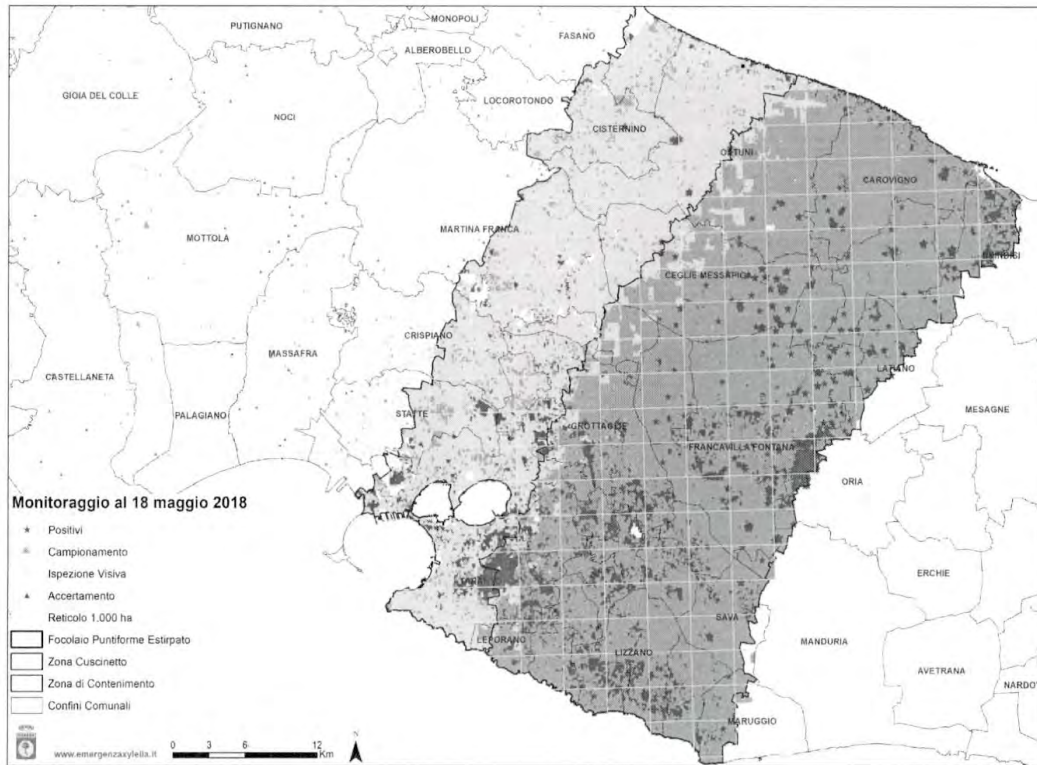 MONOPOLI
PUTIGNANO
FASANO
ALBEROBELLO
GIOIA DEL COLLE
LOCOROTONDO
NOCI
CISTERNINO
OSTUNI
CAROVIGNO
MARTINA FRANCA
MOTTOLA
BRINDISI
CEGLIE MESSAPICA
CRISPIANO
MASSAFRA
CASTELLANETA
LATIANO
MESAGNE
PALAGIANO
STATTE
GROTTAGLIE
FRANCAVILLA FONTANA
ORIA
ERCHIE
SAVA
MANDURIA
LEPORANO
LIZZANO
AVETRANA
MARUGGIO
Monitoraggio al 18 maggio 2018
Positivi
Campionamento
Ispezione Visiva
Accertamento
Reticolo 1.000 ha
Focolaio Puntiforme Estirpato
Zona Cuscinetto
Zona di Contenimento
Confini Comunali
www.emergenzaxylella.it
0 3 6 12
Km
N